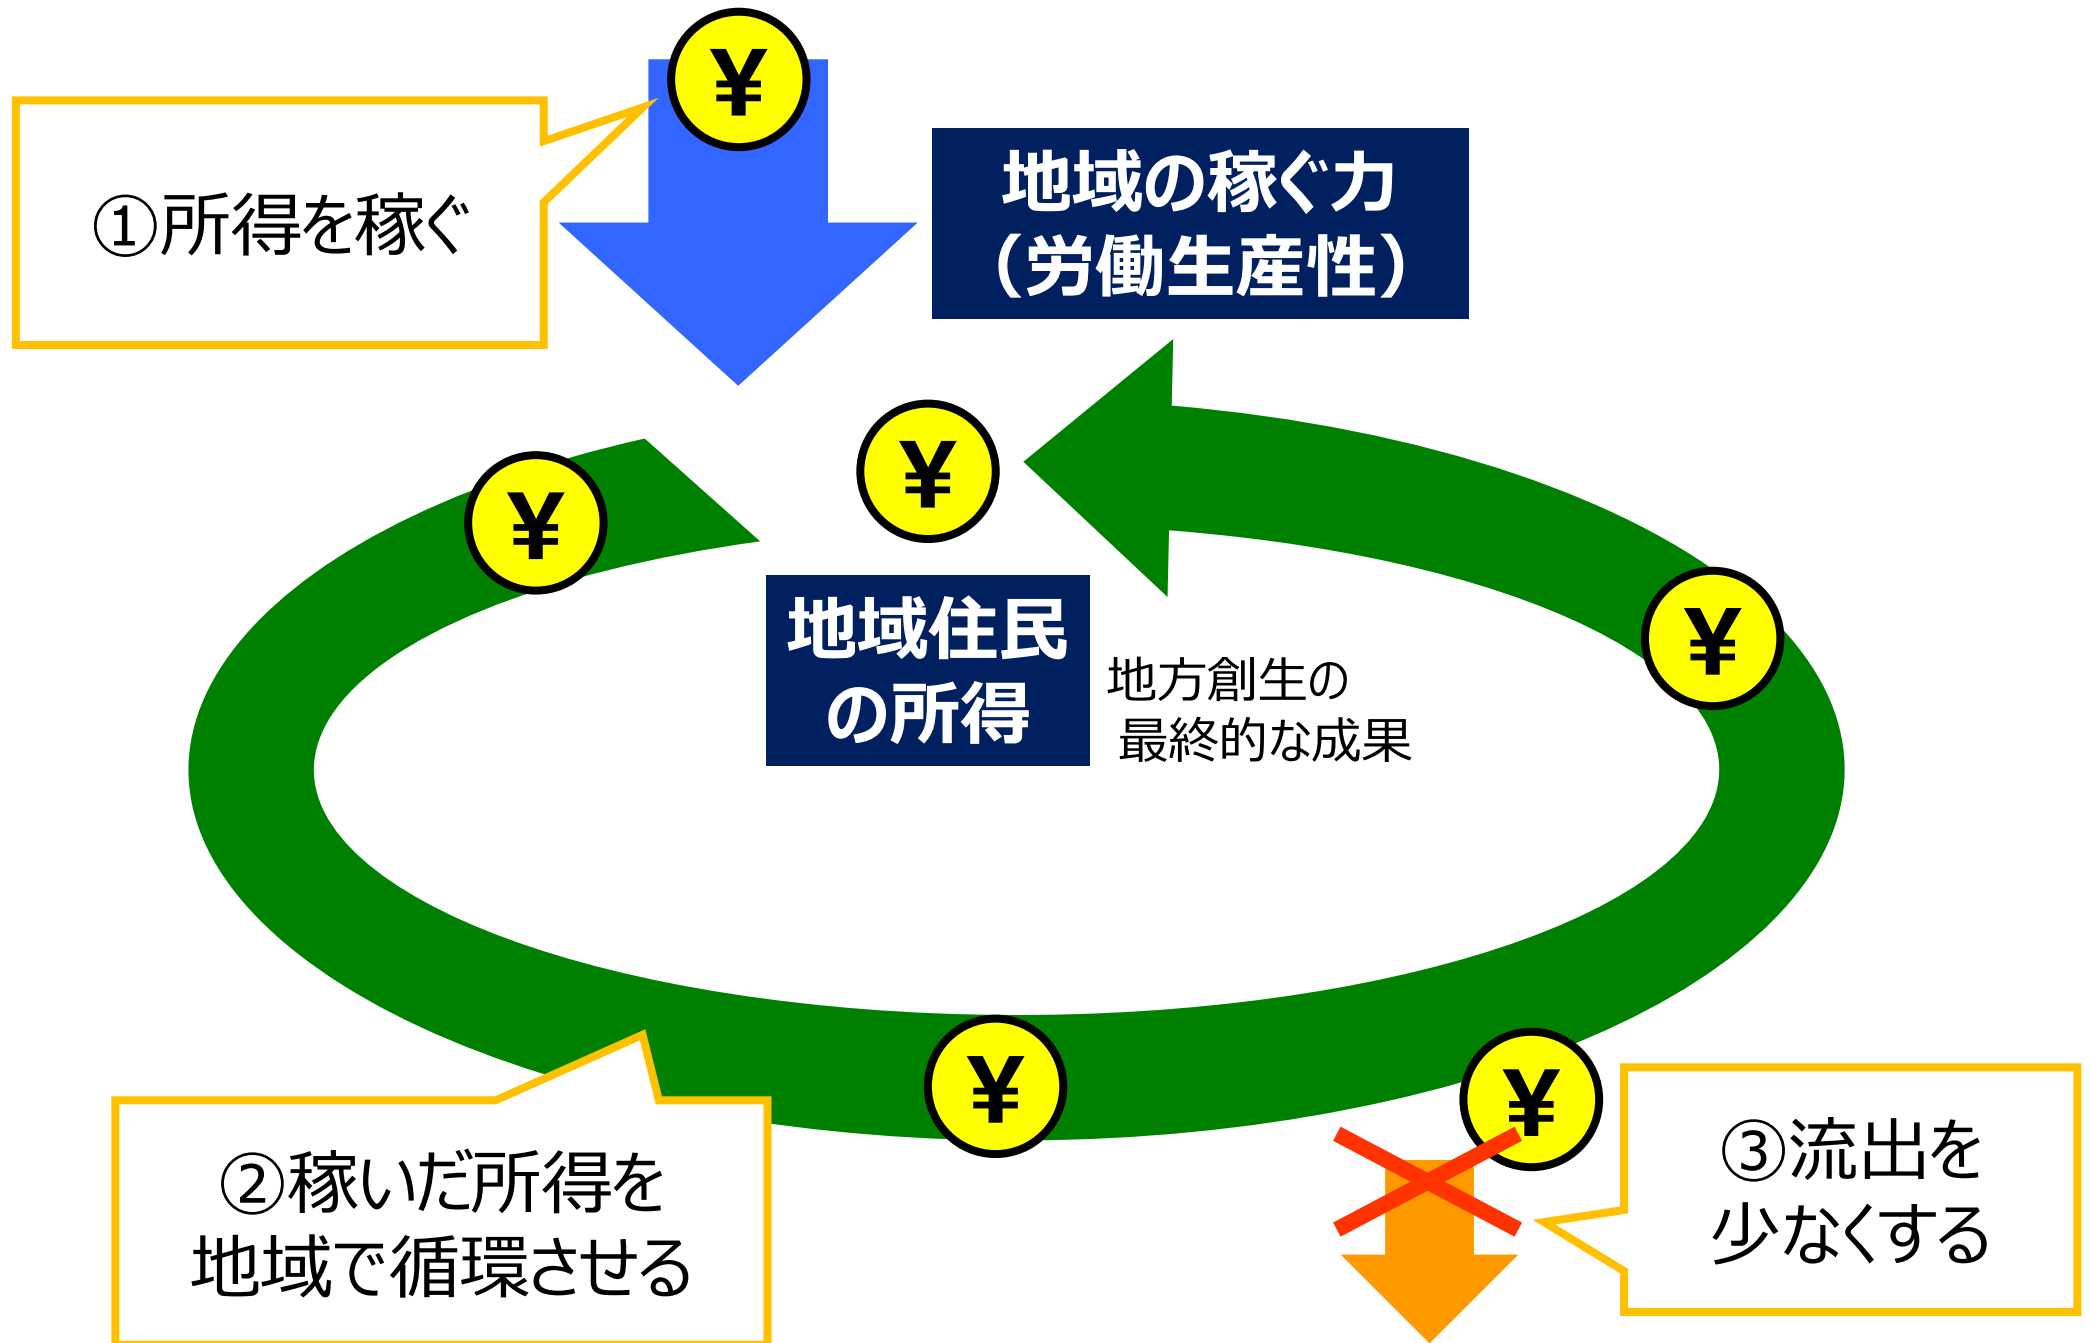 ¥
①所得を稼ぐ
地域の稼ぐ力
（労働生産性）
¥
¥
地域住民
の所得
地方創生の
最終的な成果
¥
¥
¥
②稼いだ所得を
地域で循環させる
③流出を
少なくする